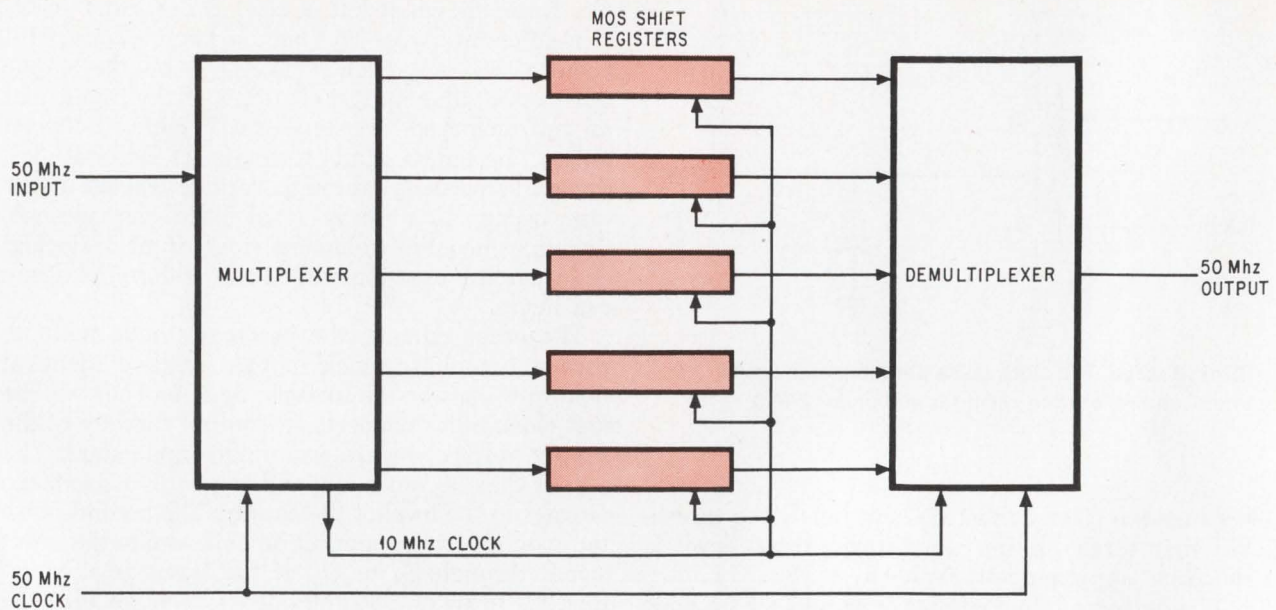 MOS SHIFT
REGISTERS
50 Mhz
INPUT
MULTIPLEXER
DEMULTIPLEXER
50 Mhz
OUTPUT
10 Mhz CLOCK
50 Mhz
CLOCK